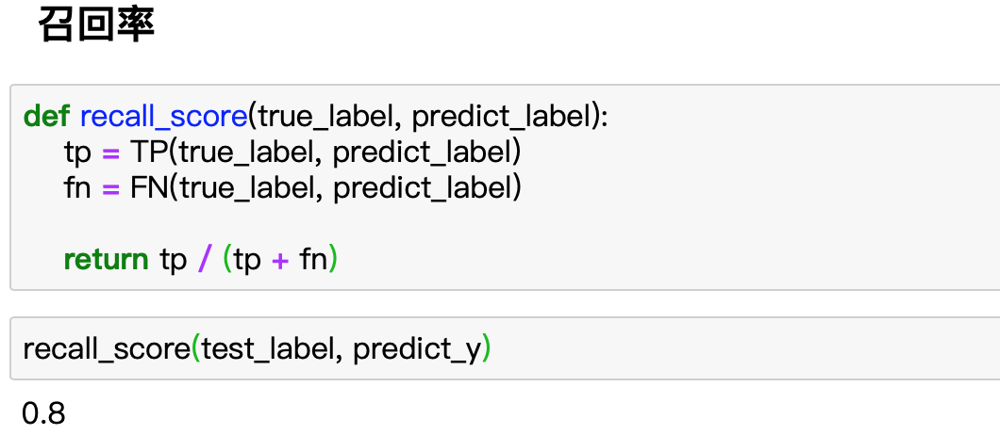 召回率
def recall_score(true_label, predict_label):
    tp = TP(true_label, predict_label)
    fn = FN(true_label, predict_label)
    return tp / (tp + fn)
recall_score(test_label, predict_y)
0.8